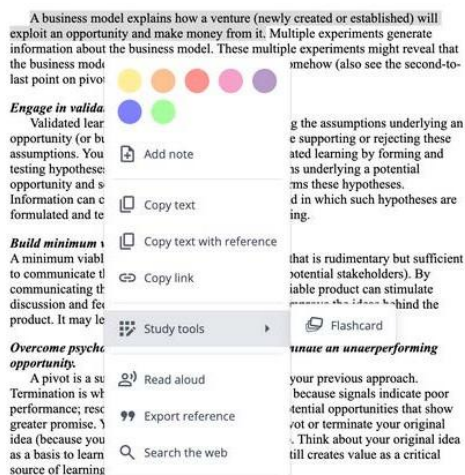 A business model explains how a venture (newly created or established) will
exploit an opportunity and make money from it. Multiple experiments generate
information about the business model. These multiple experiments might reveal that
the business mode omehow (also see the second-to-
last point on pivo
Engage in valida
Validated lear g the assumptions underlying an
opportunity (or bu e supporting or rejecting these
assumptions. You ated learning by forming and
testing hypothese ns underlying a potential
opportunity and s rms these hypotheses.
Information can c d in which such hypotheses are
formulated and te ing.
Build minimum v
A minimum viabl that is rudimentary but sufficient
to communicate t potential stakeholders). By
communicating th iable product can stimulate
discussion and fee improve the ideas behind the
product. It may le
Overcome psycho minate an underperforming
opportunity.
A pivot is a su your previous approach.
Termination is wh because signals indicate poor
performance; reso tential opportunities that show
greater promise. Y vot or terminate your original
idea (because you . Think about your original idea
as a basis to learn till creates value as a critical
source of learning
Add note
Copy text
Copy text with reference
Copy link
Study tools
Flashcard
Read aloud
Export reference
Search the web